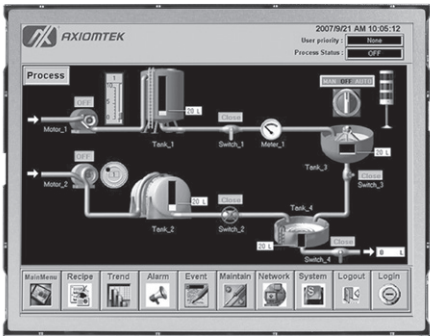 AXIOMTEK
2007/9/21 AM 10:05:12
User priority : None
Process Status : OFF
Process
MAN OFF AUTO
OFF
1
20 L
Close
Motor_1
Tank_1
Switch_1
Meter_1
Tank_3
20 L
OFF
Close
Motor_2
Switch_3
20 L
Close
Tank_4
Tank_2
Switch_2
20 L
Close
Switch_4
0 L
MainMenu Recipe Trend Alarm Event Maintain Network System Logout Login